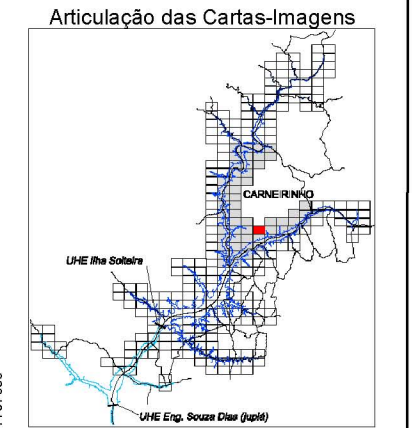 Articulação das Cartas-Imagens
CARNEIRINHO
UHE Ilha Solteira
UHE Eng. Souza Dias (jupiá)